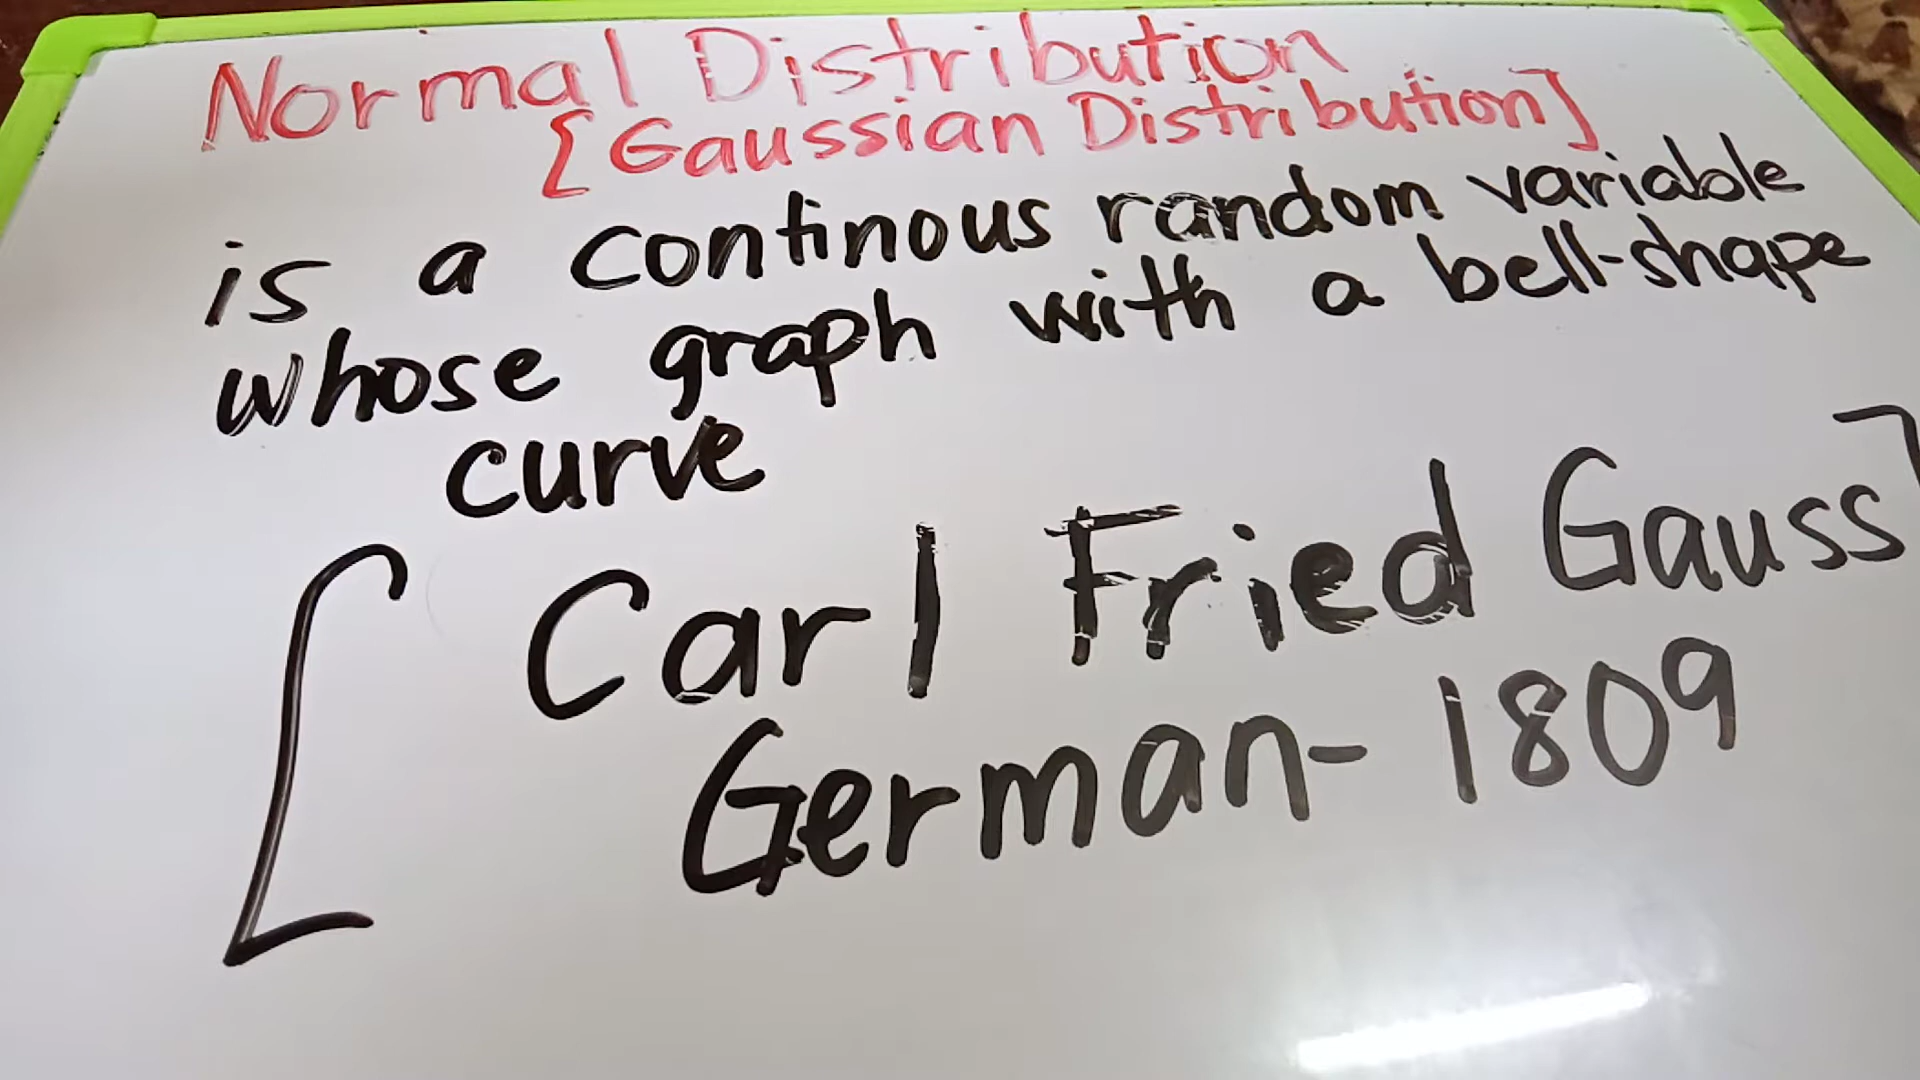 Normal Distribution
[Gaussian Distribution]
is a continous random variable
whose graph with a bell-shape
curve
[Carl Fried Gauss]
German-1809